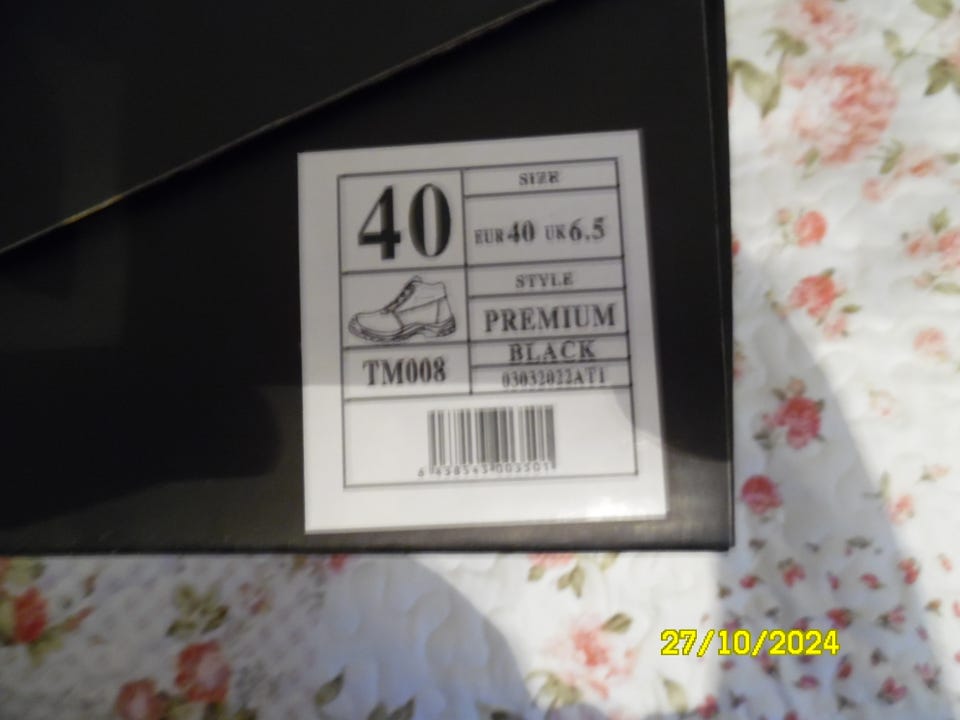 40
SIZE
EUR 40 UK 6.5
STYLE
PREMIUM
BLACK
TM008
03032022AT1
27/10/2024